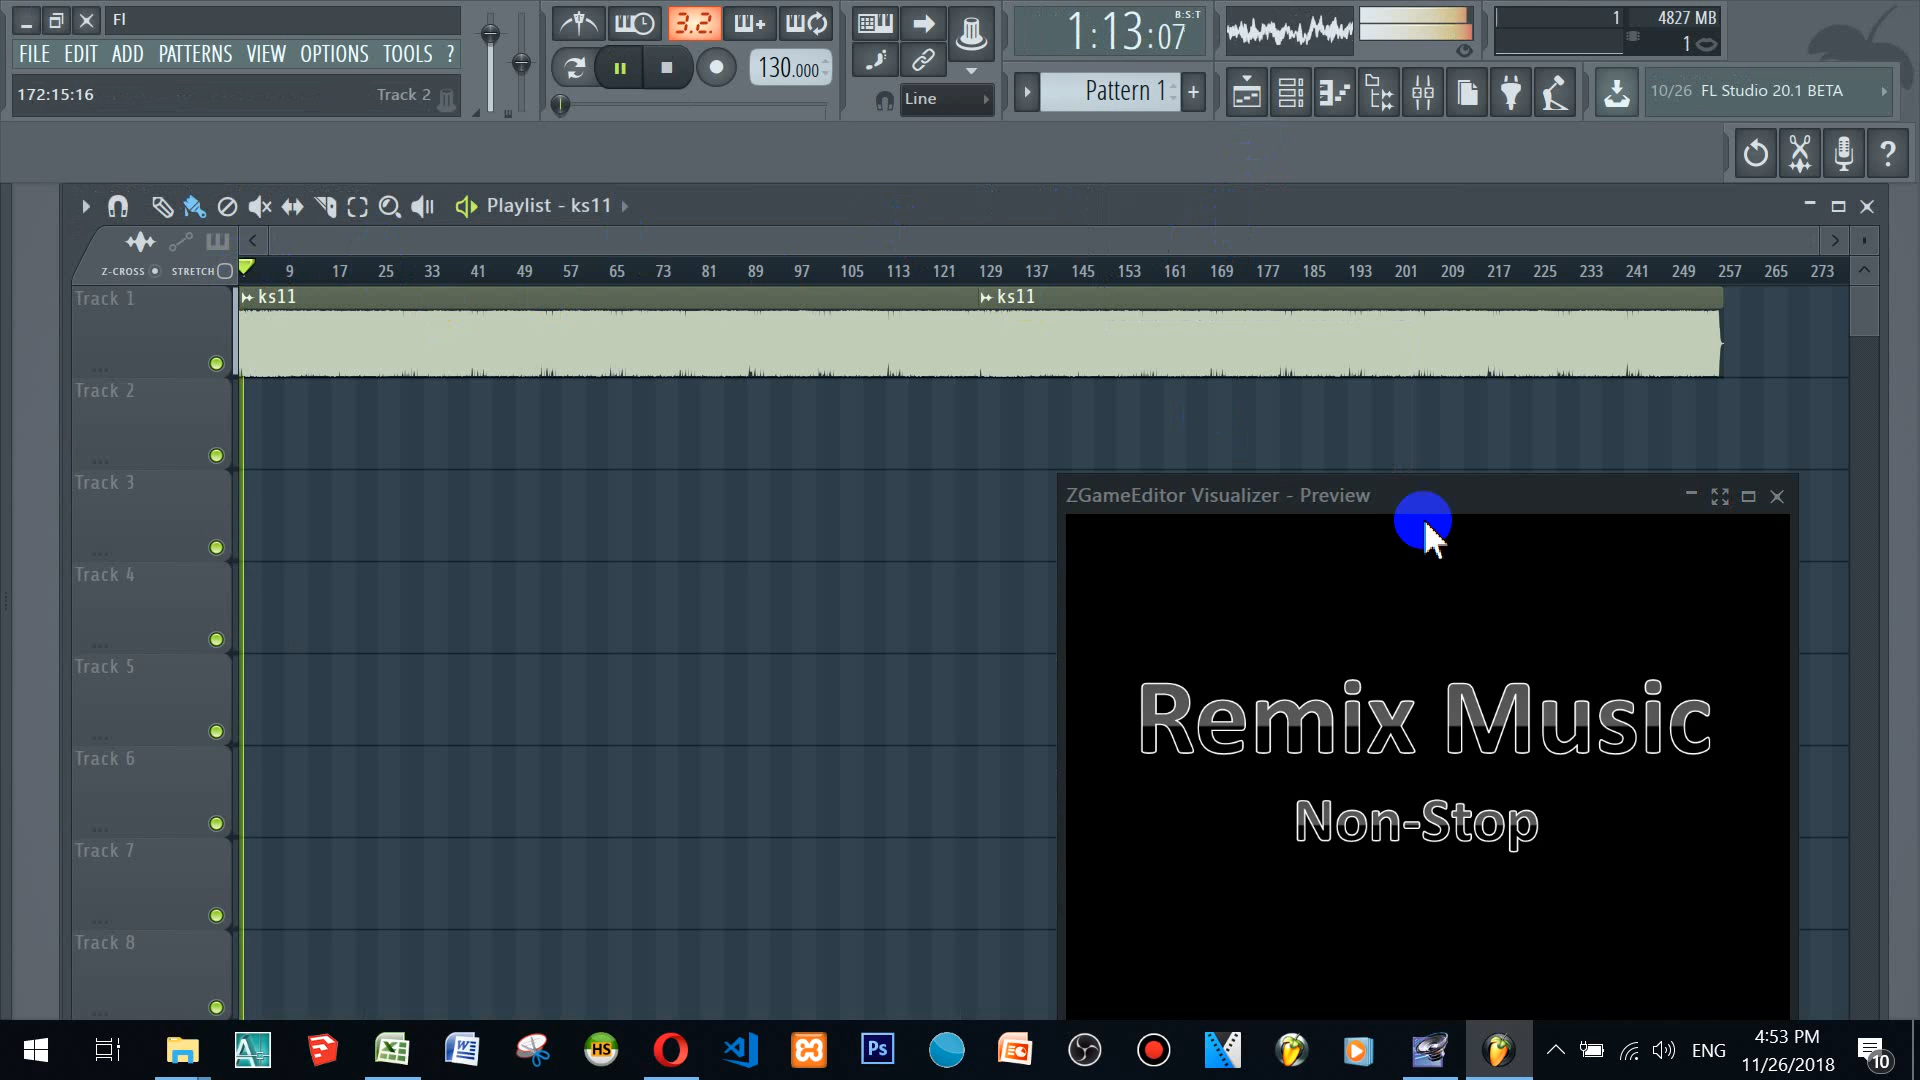 Fl
FILE EDIT ADD PATTERNS VIEW OPTIONS TOOLS ?
172:15:16 Track 2
3.2.
130.000
Line
1:13:07
B:S:T
Pattern 1
1
4827 MB
1
10/26 FL Studio 20.1 BETA
?
Playlist - ks11
Z-CROSS STRETCH
9 17 25 33 41 49 57 65 73 81 89 97 105 113 121 129 137 145 153 161 169 177 185 193 201 209 217 225 233 241 249 257 265 273
Track 1
ks11
ks11
Track 2
Track 3
Track 4
Track 5
Track 6
Track 7
Track 8
ZGameEditor Visualizer - Preview
Remix Music
Non-Stop
HS
Ps
ENG
4:53 PM
11/26/2018
10